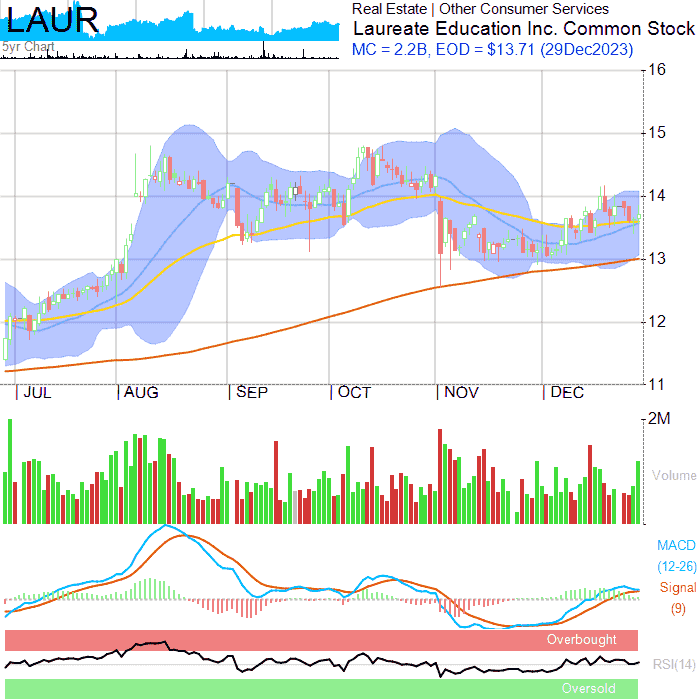 LAUR
5yr Chart
Real Estate | Other Consumer Services
Laureate Education Inc. Common Stock
MC = 2.2B, EOD = $13.71 (29Dec2023)
16
15
14
13
12
11
JUL AUG SEP OCT NOV DEC
2M
Volume
MACD
(12-26)
Signal
(9)
Overbought
RSI(14)
Oversold